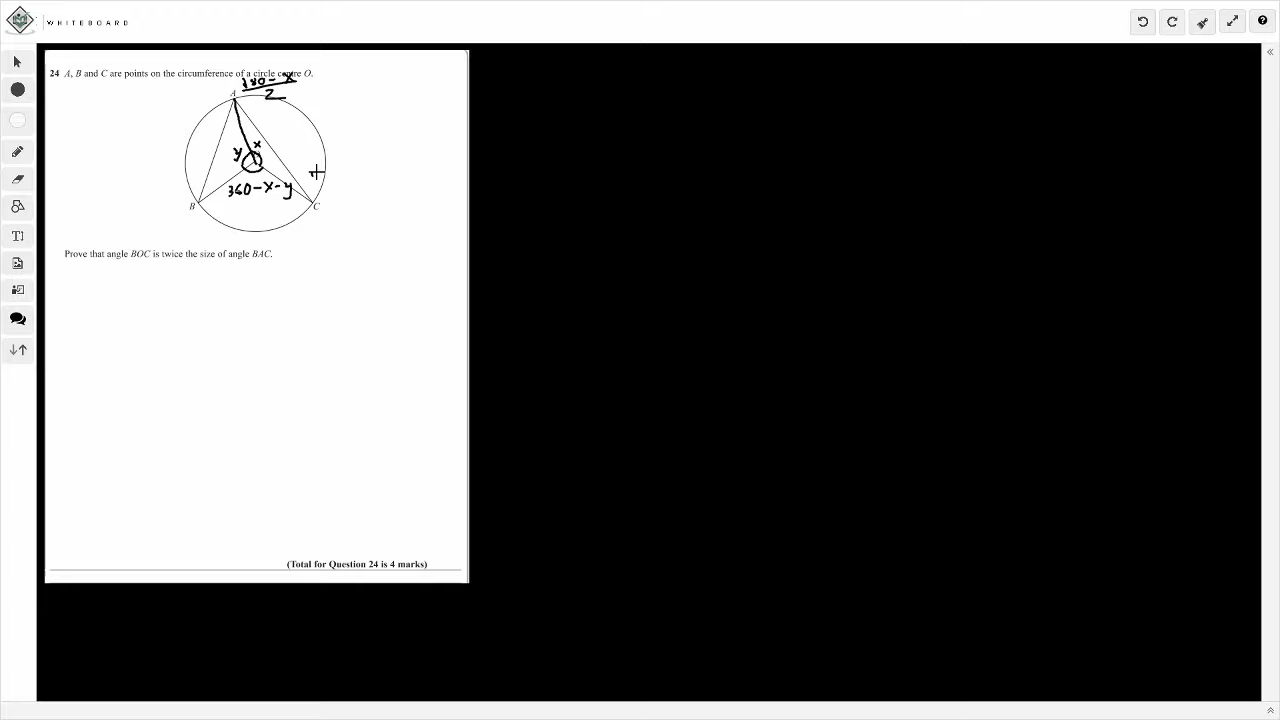 WHITEBOARD
24 A, B and C are points on the circumference of a circle centre O.
180-x
2
A
x
y
360-x-y
B
C
Prove that angle BOC is twice the size of angle BAC.
(Total for Question 24 is 4 marks)